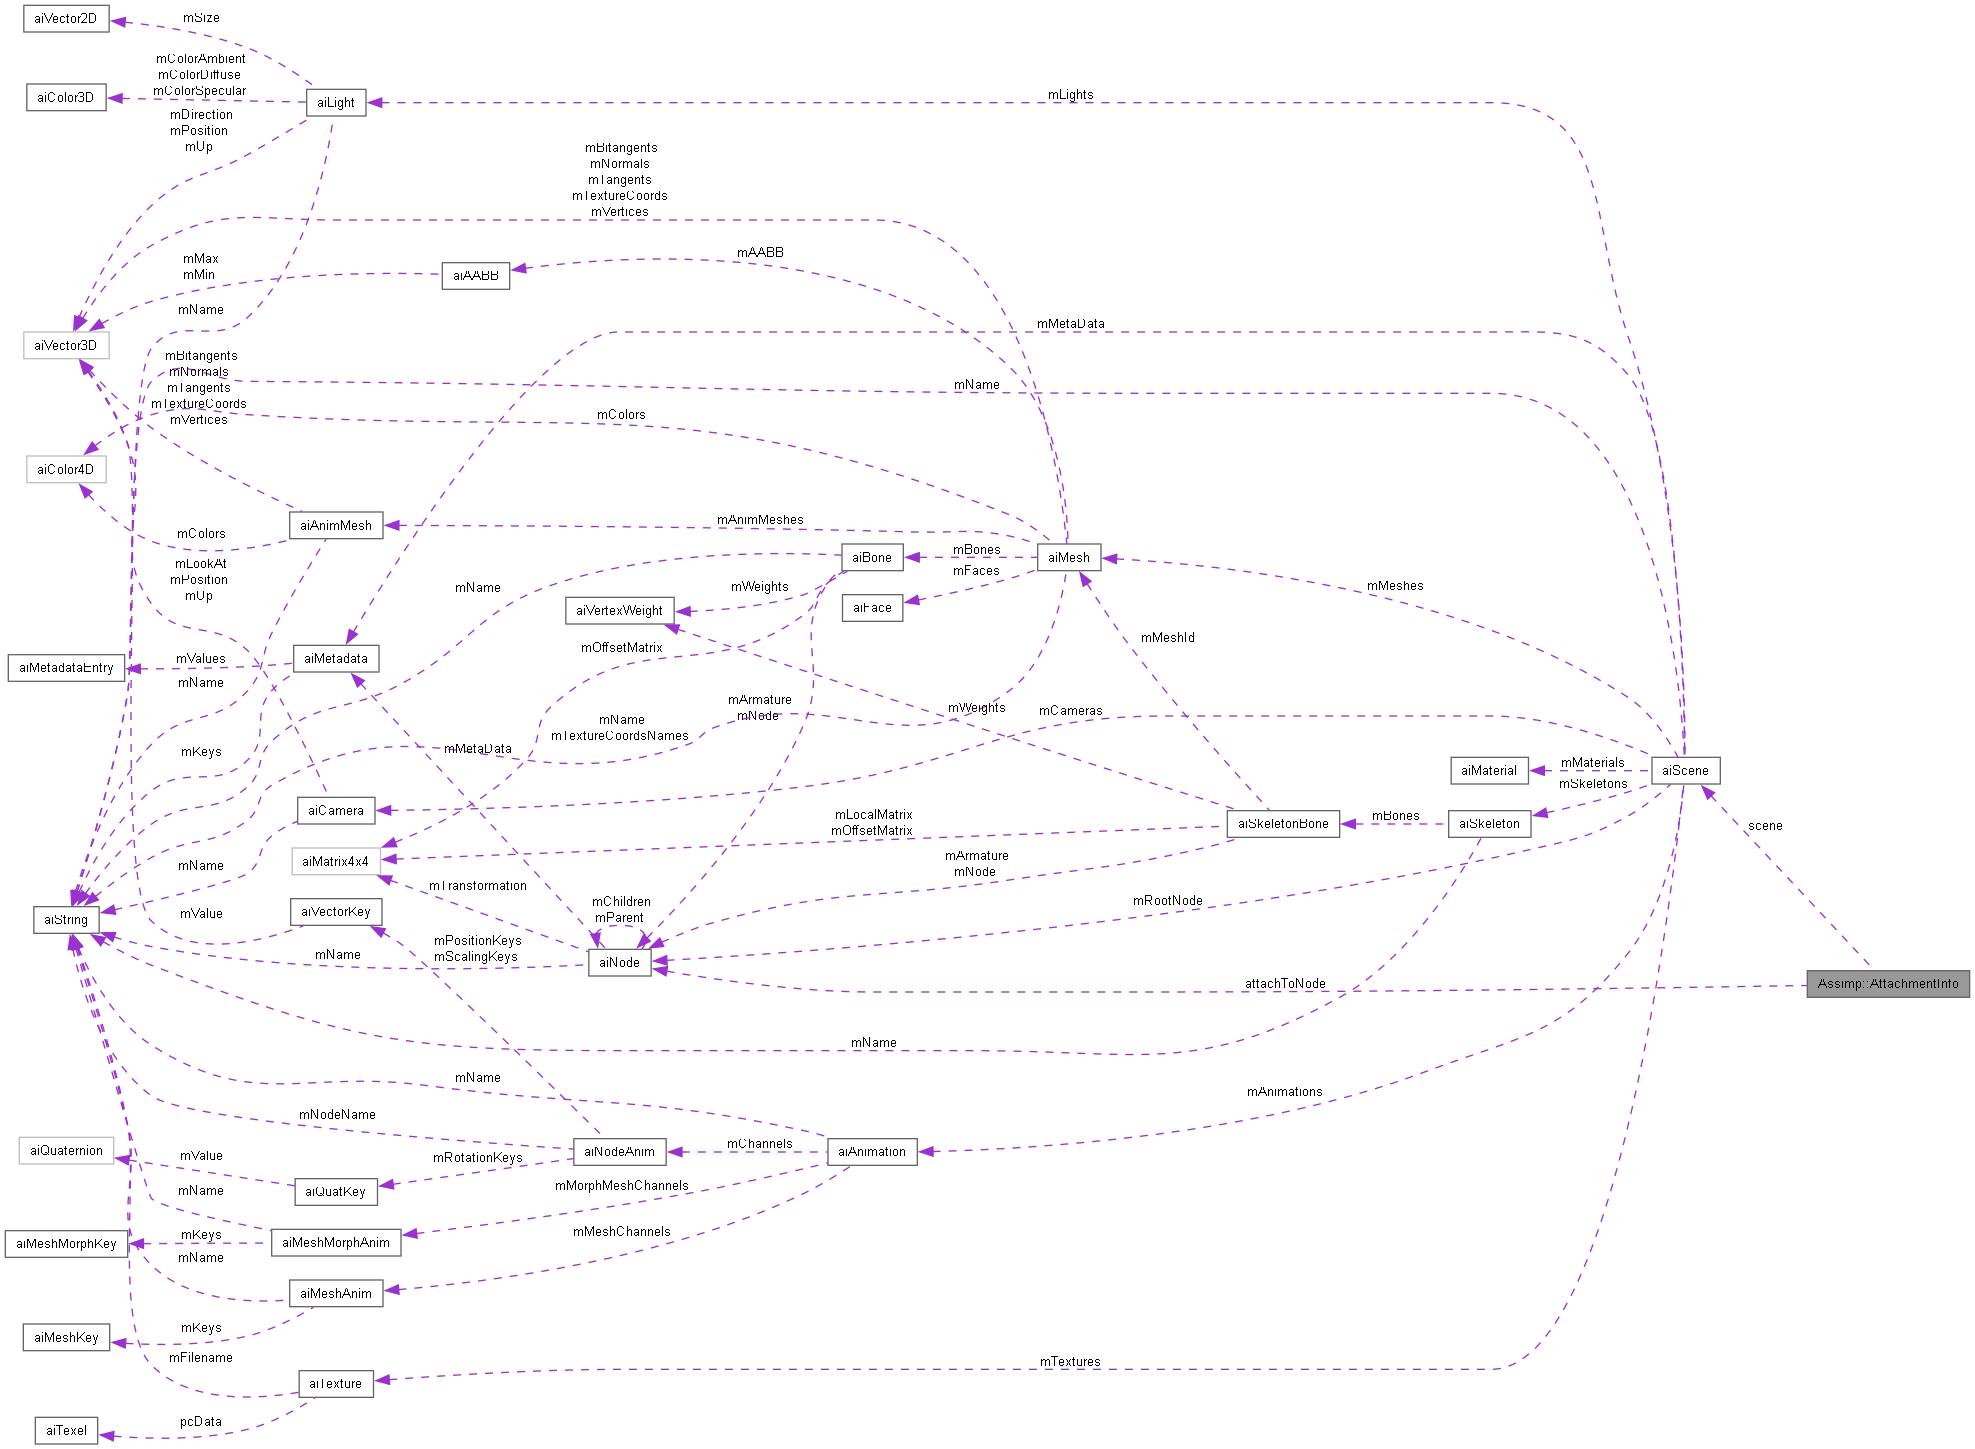 aiVector2D
mSize
mColorAmbient
mColorDiffuse
mColorSpecular
aiColor3D
aiLight
mLights
mDirection
mPosition
mUp
mBitangents
mNormals
mTangents
mTextureCoords
mVertices
mAABB
mMax
mMin
aiAABB
mName
mMetaData
aiVector3D
mBitangents
mNormals
mTangents
mTextureCoords
mVertices
mName
mColors
aiColor4D
aiAnimMesh
mAnimMeshes
mColors
mLookAt
mPosition
mUp
mName
aiBone
mBones
mFaces
aiMesh
mMeshes
mWeights
aiVertexWeight
aiFace
mMeshId
mOffsetMatrix
aiMetadataEntry
mValues
aiMetadata
mName
mArmature
mNode
mWeights
mCameras
mName
mTextureCoordsNames
mKeys
mMetaData
aiMaterial
mMaterials
mSkeletons
aiScene
aiCamera
mLocalMatrix
mOffsetMatrix
aiSkeletonBone
mBones
aiSkeleton
scene
mName
aiMatrix4x4
mArmature
mNode
mTransformation
mChildren
mParent
mRootNode
aiString
mValue
aiVectorKey
mPositionKeys
mScalingKeys
mName
aiNode
attachToNode
Assimp::AttachmentInfo
mName
mName
mAnimations
mNodeName
aiQuaternion
mValue
mRotationKeys
aiNodeAnim
mChannels
aiAnimation
mName
aiQuatKey
mMorphMeshChannels
aiMeshMorphKey
mKeys
aiMeshMorphAnim
mMeshChannels
mName
aiMeshAnim
aiMeshKey
mKeys
mFilename
mTextures
aiTexture
aiTexel
pcData